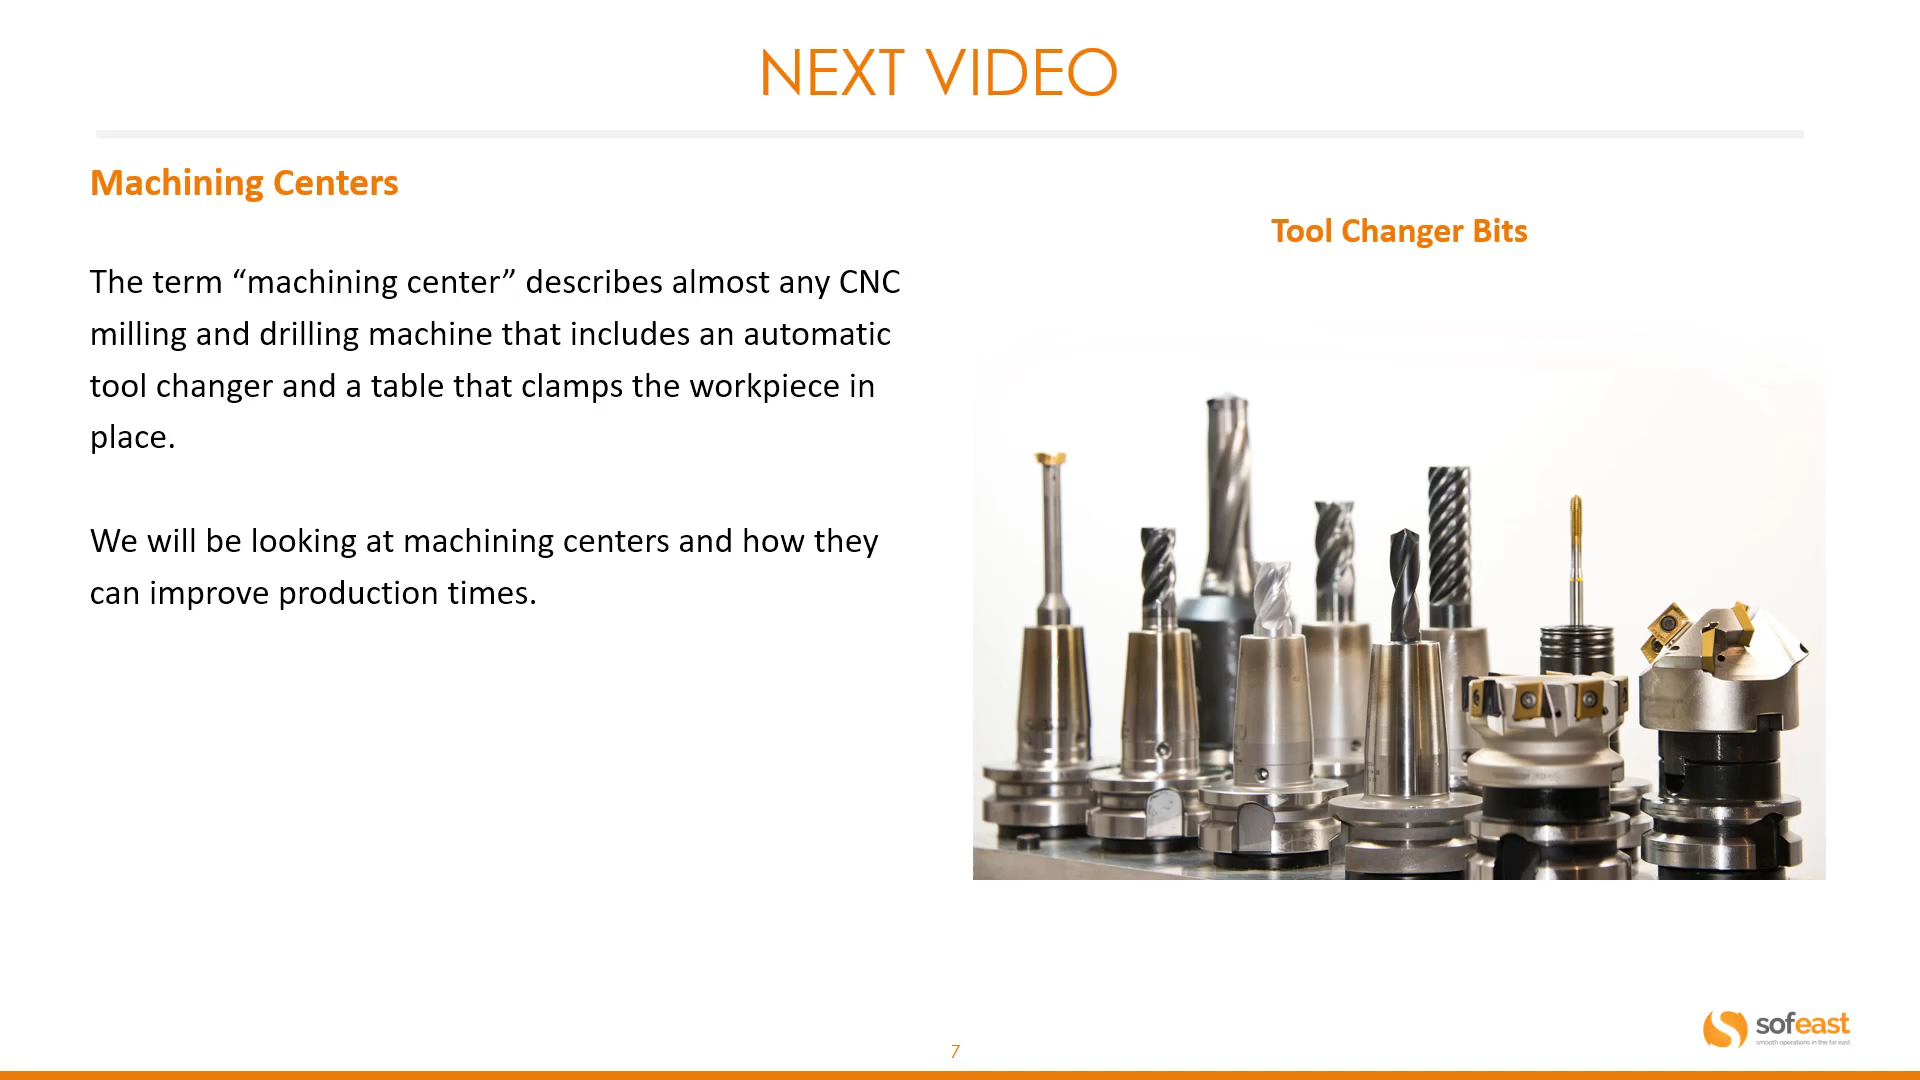 NEXT VIDEO
Machining Centers
Tool Changer Bits
The term “machining center” describes almost any CNC
milling and drilling machine that includes an automatic
tool changer and a table that clamps the workpiece in
place.
We will be looking at machining centers and how they
can improve production times.
sofeast
smooth operations in the far east
7